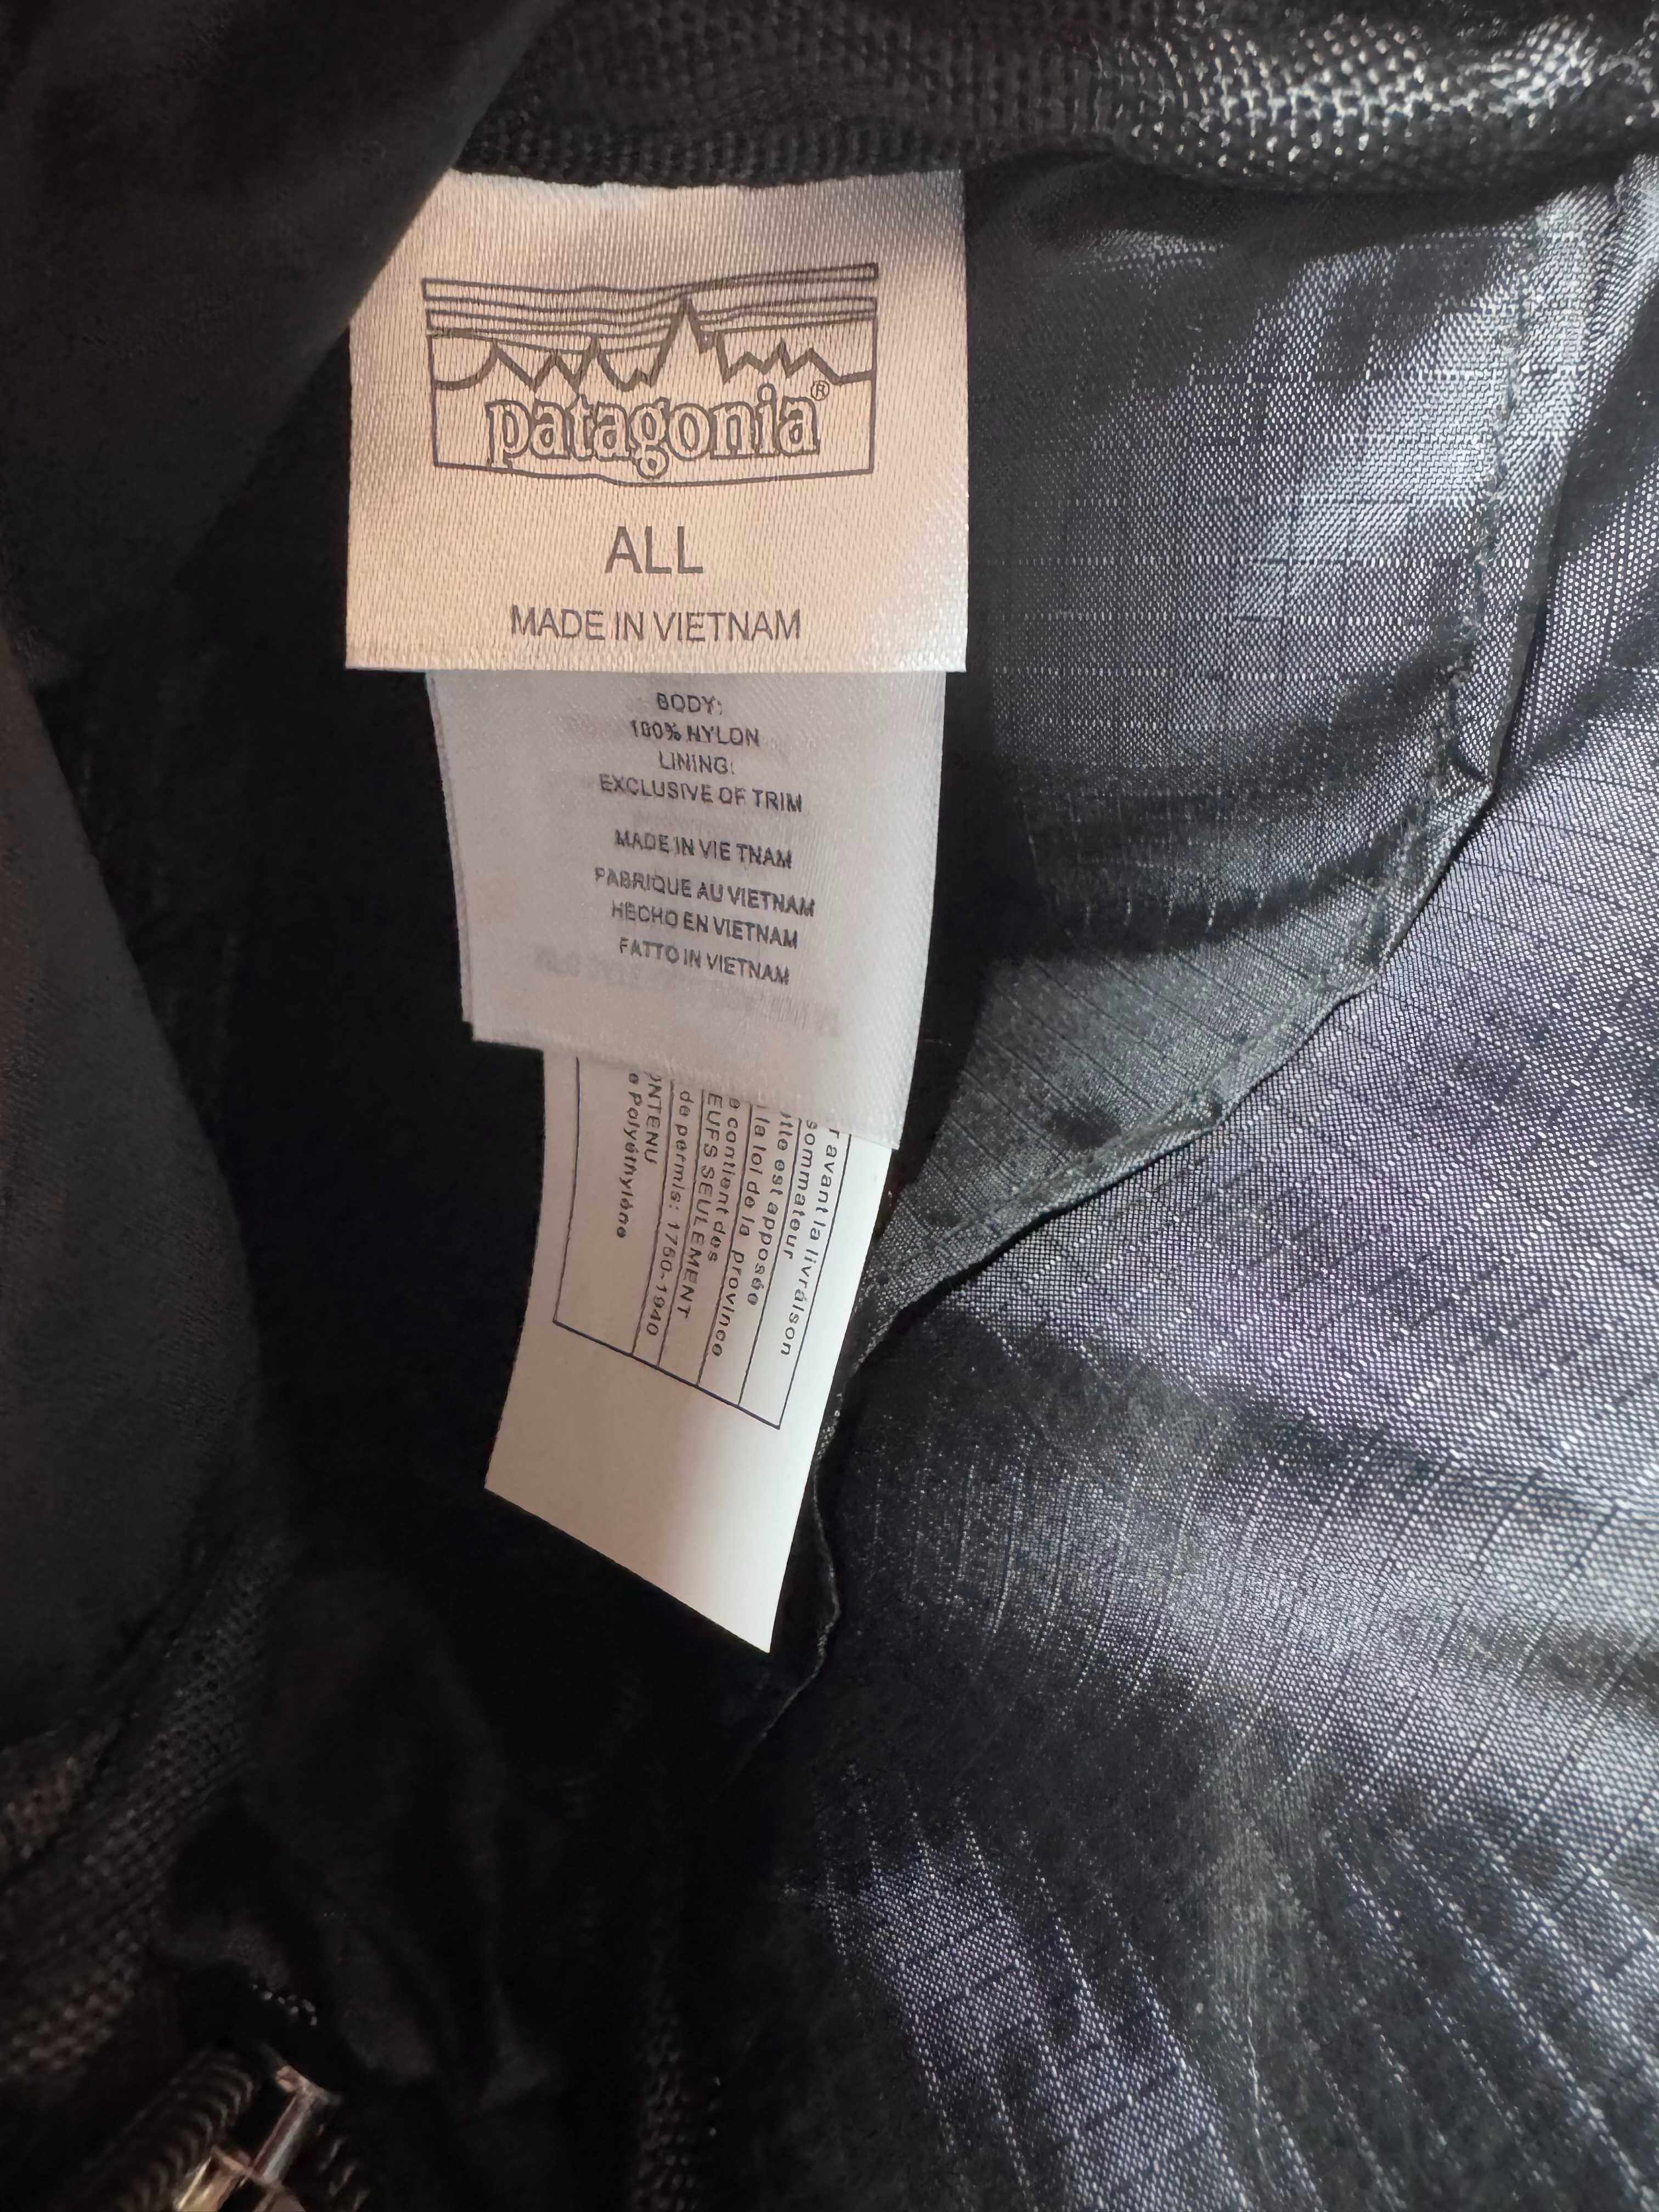 patagonia®
ALL
MADE IN VIETNAM
BODY:
100% NYLON
LINING:
EXCLUSIVE OF TRIM
MADE IN VIE TNAM
FABRIQUE AU VIETNAM
HECHO EN VIETNAM
FATTO IN VIETNAM
avant la livraison
sommateur
est apposée
la loi de la province
contient des
SEULEMENT
de permis: 1760-1940
ONTENU
Polyéthylène